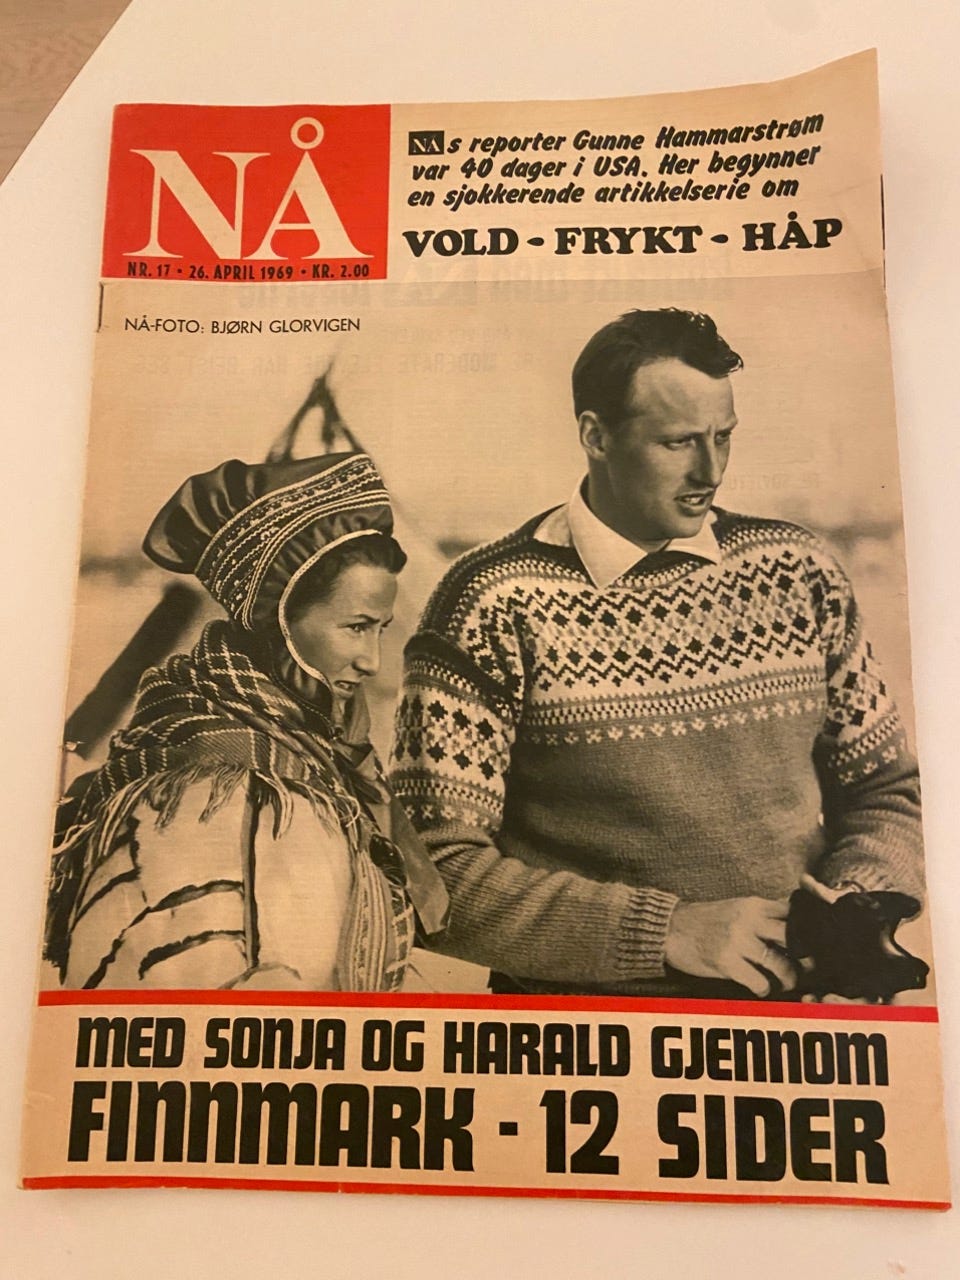 NÅ
NR. 17 • 26. APRIL 1969 • KR. 2.00
NÅs reporter Gunne Hammarstrøm
var 40 dager i USA. Her begynner
en sjokkerende artikkelserie om
VOLD - FRYKT - HÅP
NÅ-FOTO: BJØRN GLORVIGEN
MED SONJA OG HARALD GJENNOM
FINNMARK - 12 SIDER